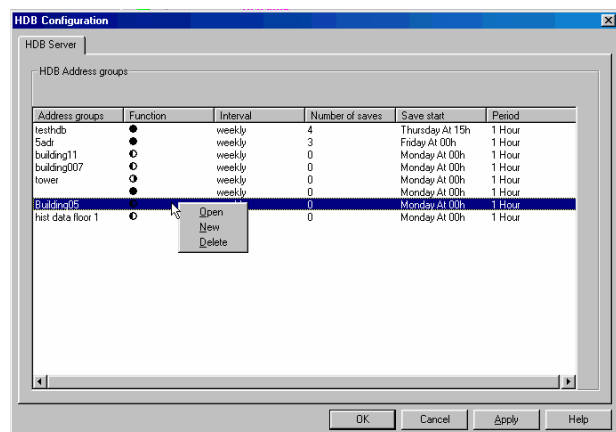 HDB Configuration
HDB Server
HDB Address groups
Address groups Function Interval Number of saves Save start Period
testhdb weekly 4 Thursday At 15h 1 Hour
5adr weekly 3 Friday At 00h 1 Hour
building11 weekly 0 Monday At 00h 1 Hour
building007 weekly 0 Monday At 00h 1 Hour
tower weekly 0 Monday At 00h 1 Hour
weekly 0 Monday At 00h 1 Hour
Building05 0 Monday At 00h 1 Hour
hist data floor 1 0 Monday At 00h 1 Hour
Open
New
Delete
OK Cancel Apply Help